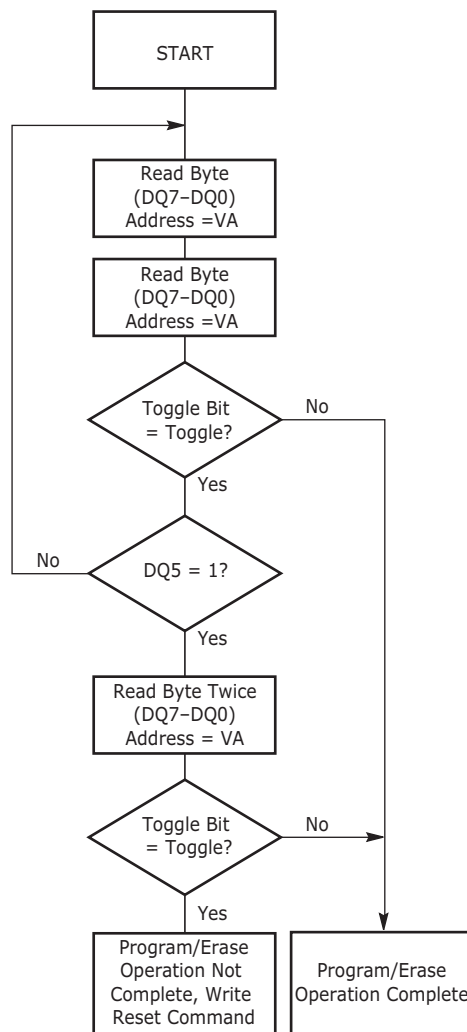 START
Read Byte
(DQ7–DQ0)
Address =VA
Read Byte
(DQ7–DQ0)
Address =VA
Toggle Bit
= Toggle?
No
Yes
No
DQ5 = 1?
Yes
Read Byte Twice
(DQ7–DQ0)
Address = VA
Toggle Bit
= Toggle?
No
Yes
Program/Erase
Operation Not
Complete, Write
Reset Command
Program/Erase
Operation Complete